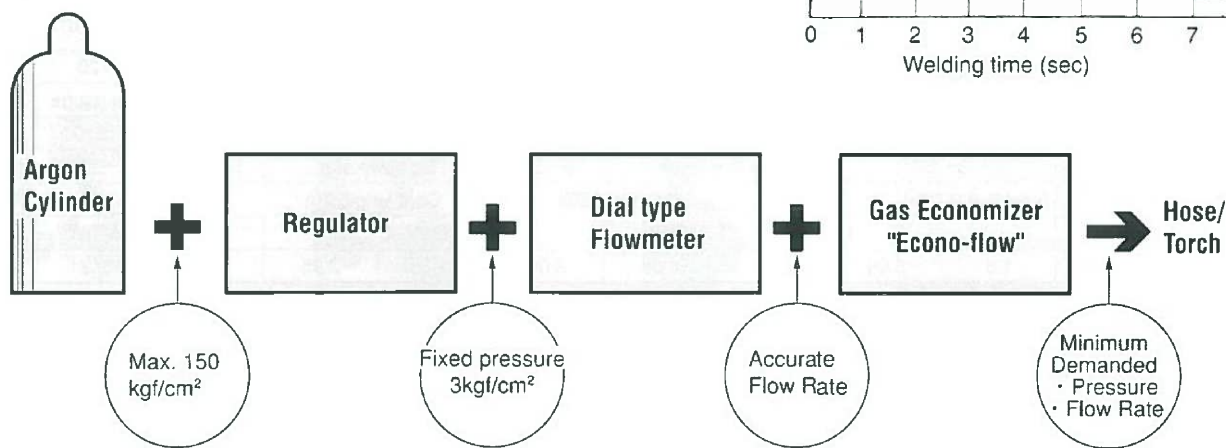 0 1 2 3 4 5 6 7
Welding time (sec)
Argon
Cylinder
Regulator
Dial type
Flowmeter
Gas Economizer
"Econo-flow"
Hose/
Torch
Max. 150
kgf/cm²
Fixed pressure
3kgf/cm²
Accurate
Flow Rate
Minimum
Demanded
・Pressure
・Flow Rate